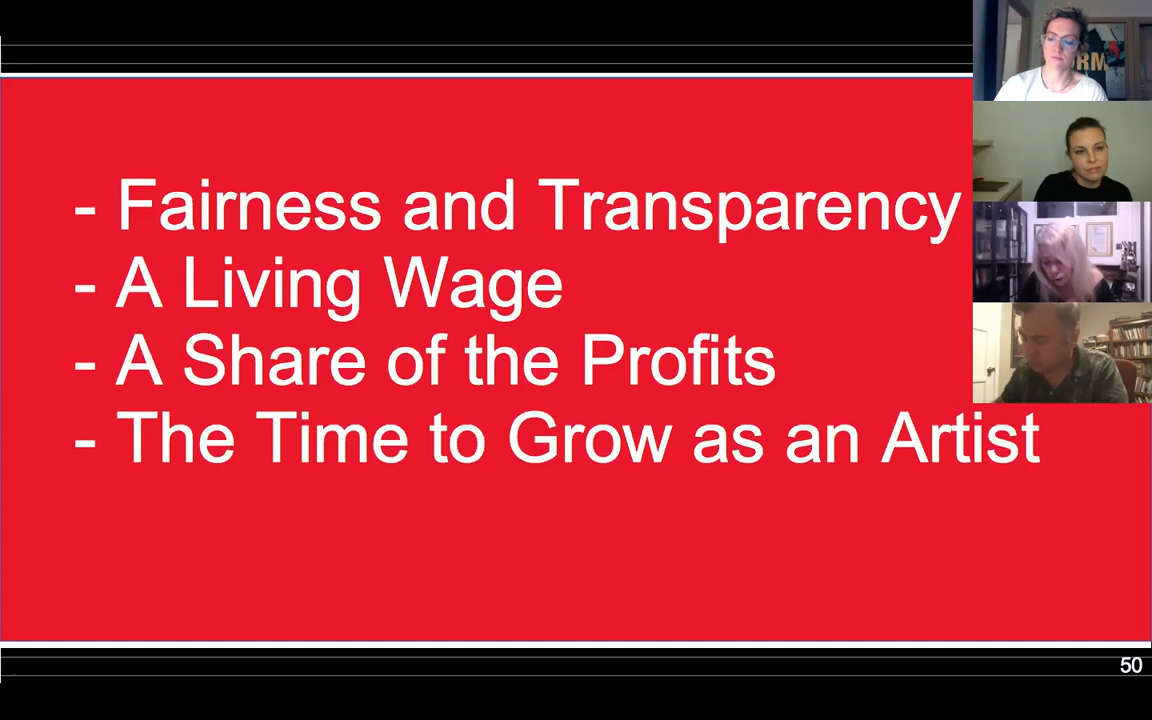 - Fairness and Transparency
- A Living Wage
- A Share of the Profits
- The Time to Grow as an Artist
50